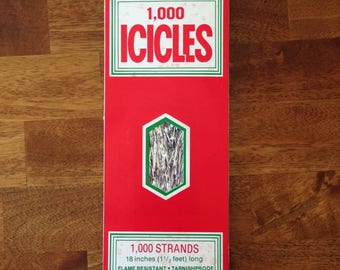 1,000
ICICLES
1,000 STRANDS
18 inches (1½ feet) long
FLAME RESISTANT • TARNISHPROOF